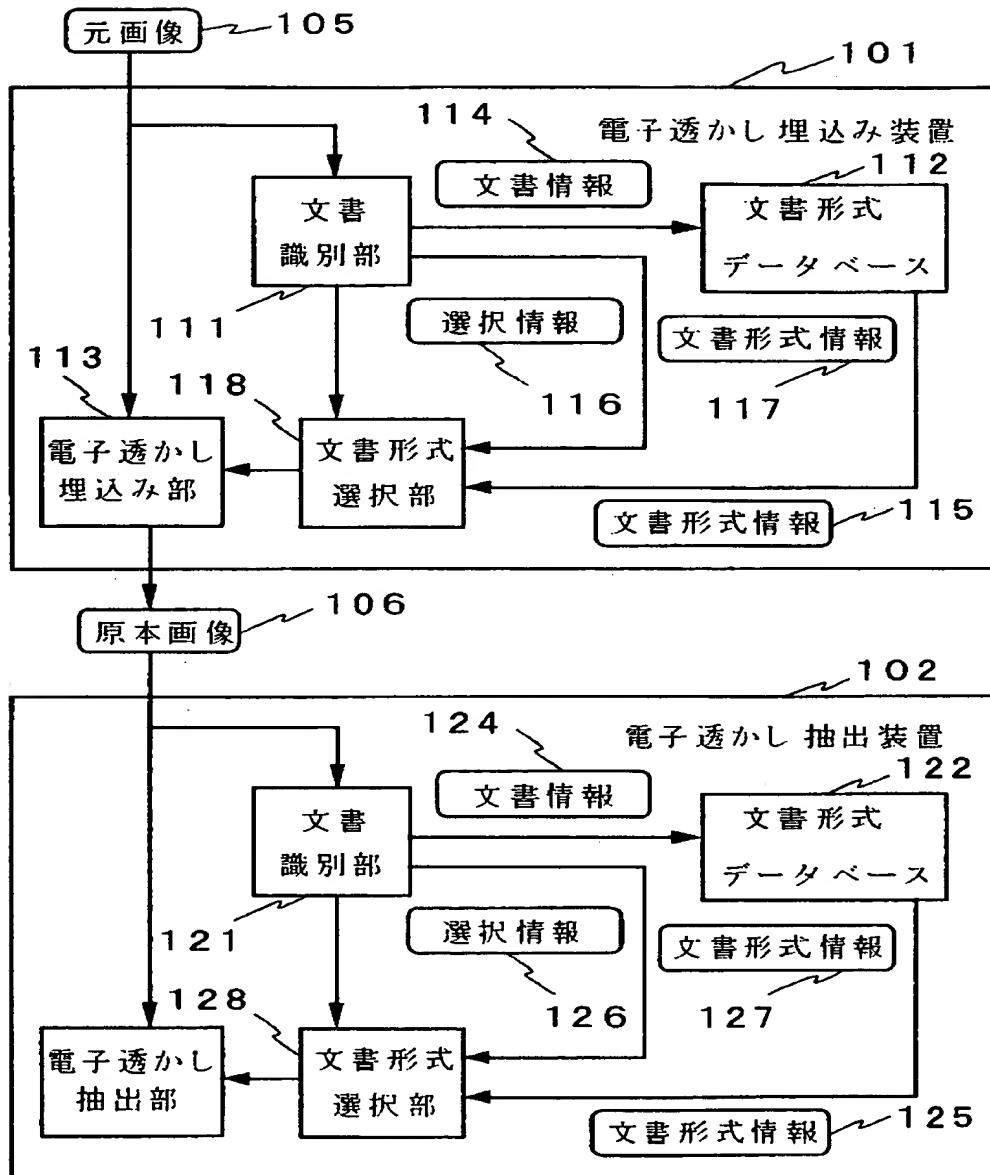 元画像
105
101
電子透かし 埋込み装置
114
文書情報
112
文書形式
データベース
文書
識別部
111
選択情報
116
文書形式情報
117
113
118
電子透かし
埋込み部
文書形式
選択部
文書形式情報
115
原本画像
106
102
電子透かし 抽出装置
124
文書情報
122
文書形式
データベース
文書
識別部
121
選択情報
126
文書形式情報
127
128
電子透かし
抽出部
文書形式
選択部
文書形式情報
125